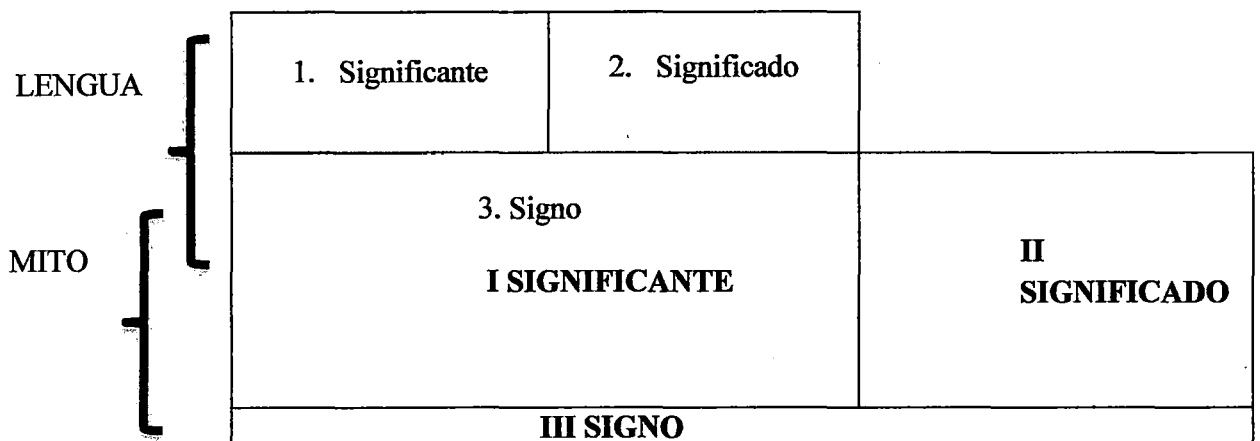 LENGUA
1. Significante
2. Significado
3. Signo
MITO
I SIGNIFICANTE
II
SIGNIFICADO
III SIGNO